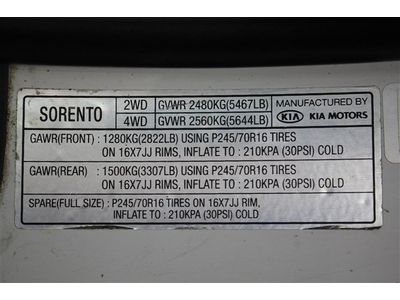 SORENTO
2WD GVWR 2480KG(5467LB)
4WD GVWR 2560KG(5644LB)
MANUFACTURED BY
KIA KIA MOTORS
GAWR(FRONT) : 1280KG(2822LB) USING P245/70R16 TIRES
ON 16X7JJ RIMS, INFLATE TO : 210KPA (30PSI) COLD
GAWR(REAR) : 1500KG(3307LB) USING P245/70R16 TIRES
ON 16X7JJ RIMS, INFLATE TO : 210KPA (30PSI) COLD
SPARE(FULL SIZE) : P245/70R16 TIRES ON 16X7JJ RIM,
INFLATE TO : 210KPA (30PSI) COLD